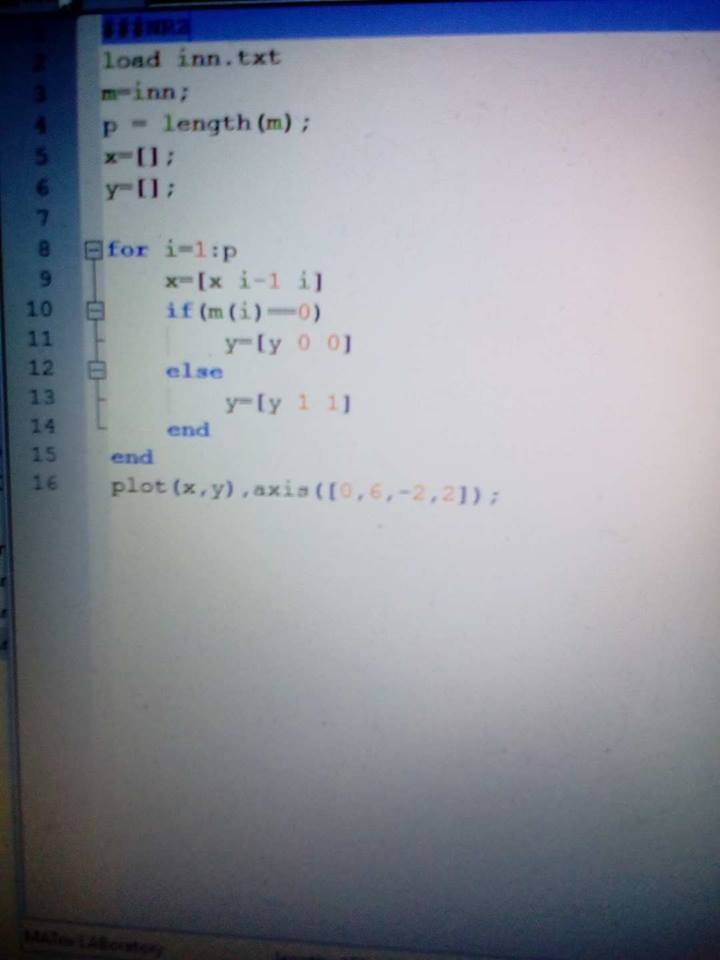 1 ###NRZ
2 load inn.txt
3 m=inn;
4 p = length(m);
5 x=[];
6 y=[];
7
8 for i=1:p
9 x=[x i-1 i]
10 if(m(i)==0)
11 y=[y 0 0]
12 else
13 y=[y 1 1]
14 end
15 end
16 plot(x,y),axis([0,6,-2,2]);
MATrix LABoratory